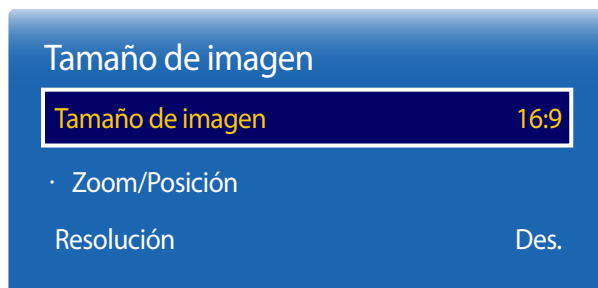 Tamaño de imagen
Tamaño de imagen 16:9
· Zoom/Posición
Resolución Des.